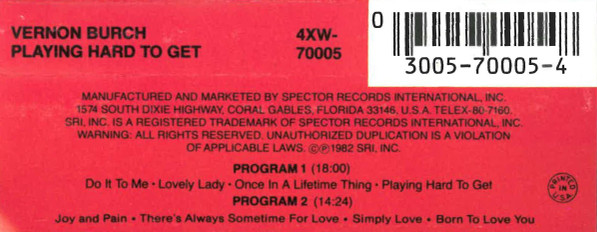 VERNON BURCH 4XW-
PLAYING HARD TO GET 70005
0
3005-70005-4
MANUFACTURED AND MARKETED BY SPECTOR RECORDS INTERNATIONAL, INC.
1574 SOUTH DIXIE HIGHWAY, CORAL GABLES, FLORIDA 33146, U.S.A. TELEX-80-7160.
SRI, INC. IS A REGISTERED TRADEMARK OF SPECTOR RECORDS INTERNATIONAL, INC.
WARNING: ALL RIGHTS RESERVED. UNAUTHORIZED DUPLICATION IS A VIOLATION
OF APPLICABLE LAWS. ©℗1982 SRI, INC.
PROGRAM 1 (18:00)
Do It To Me • Lovely Lady • Once In A Lifetime Thing • Playing Hard To Get
PROGRAM 2 (14:24)
Joy and Pain • There's Always Sometime For Love • Simply Love • Born To Love You
PRINTED IN U.S.A.